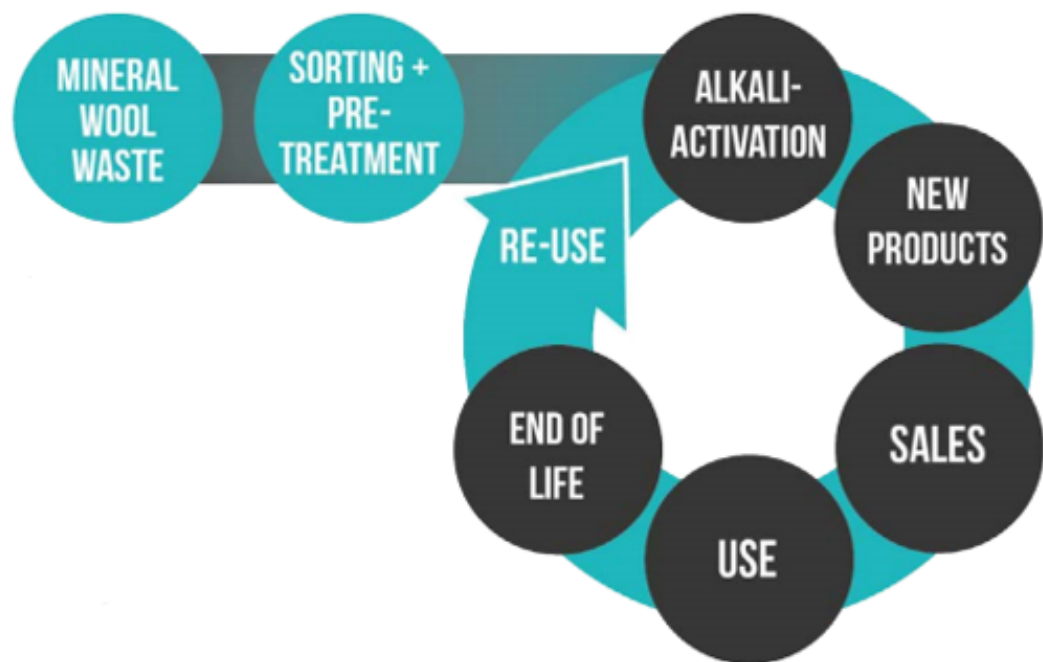 MINERAL
WOOL
WASTE
SORTING +
PRE-
TREATMENT
ALKALI-
ACTIVATION
NEW
PRODUCTS
RE-USE
SALES
END OF
LIFE
USE